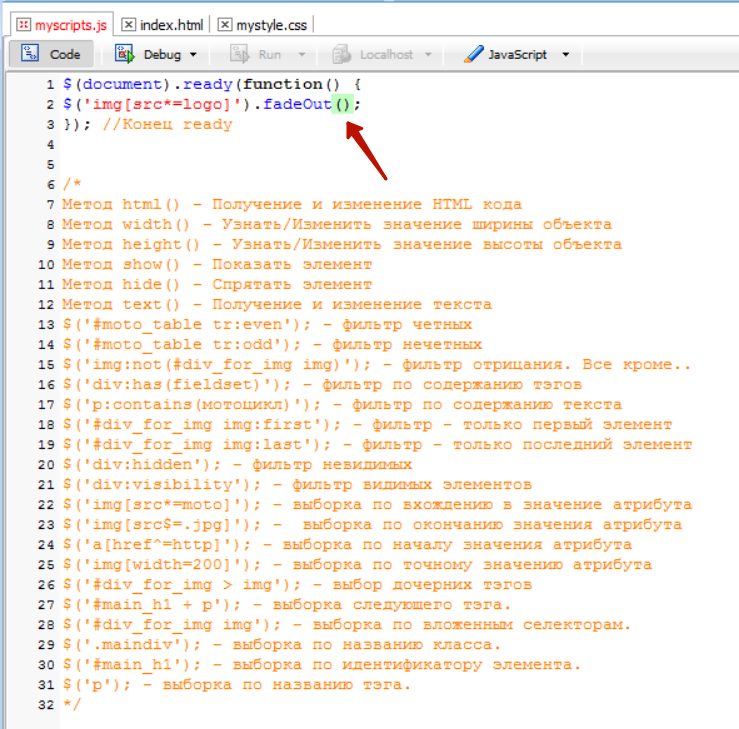 myscripts.js index.html mystyle.css
Code Debug Run Localhost JavaScript
1 $(document).ready(function() {
2 $('img[src*=logo]').fadeOut();
3 }); //Конец ready
4
5
6 /*
7 Метод html() - Получение и изменение HTML кода
8 Метод width() - Узнать/Изменить значение ширины объекта
9 Метод height() - Узнать/Изменить значение высоты объекта
10 Метод show() - Показать элемент
11 Метод hide() - Спрятать элемент
12 Метод text() - Получение и изменение текста
13 $('#moto_table tr:even'); - фильтр четных
14 $('#moto_table tr:odd'); - фильтр нечетных
15 $('img:not(#div_for_img img)'); - фильтр отрицания. Все кроме..
16 $('div:has(fieldset)'); - фильтр по содержанию тэгов
17 $('p:contains(мотоцикл)'); - фильтр по содержанию текста
18 $('#div_for_img img:first'); - фильтр - только первый элемент
19 $('#div_for_img img:last'); - фильтр - только последний элемент
20 $('div:hidden'); - фильтр невидимых
21 $('div:visibility'); - фильтр видимых элементов
22 $('img[src*=moto]'); - выборка по вхождению в значение атрибута
23 $('img[src$=.jpg]'); -  выборка по окончанию значения атрибута
24 $('a[href^=http]'); - выборка по началу значения атрибута
25 $('img[width=200]'); - выборка по точному значению атрибута
26 $('#div_for_img > img'); - выбор дочерних тэгов
27 $('#main_h1 + p'); - выборка следующего тэга.
28 $('#div_for_img img'); - выборка по вложенным селекторам.
29 $('.maindiv'); - выборка по названию класса.
30 $('#main_h1'); - выборка по идентификатору элемента.
31 $('p'); - выборка по названию тэга.
32 */